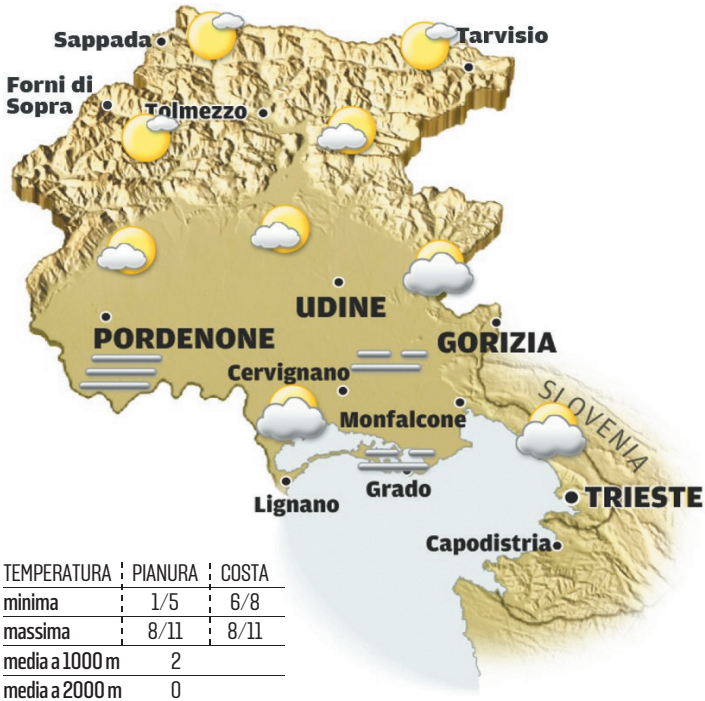 Sappada
Tarvisio
Forni di
Sopra
Tolmezzo
UDINE
PORDENONE
GORIZIA
Cervignano
SLOVENIA
Monfalcone
Grado
Lignano
TRIESTE
Capodistria
TEMPERATURA PIANURA COSTA
minima 1/5 6/8
massima 8/11 8/11
media a 1000 m 2
media a 2000 m 0